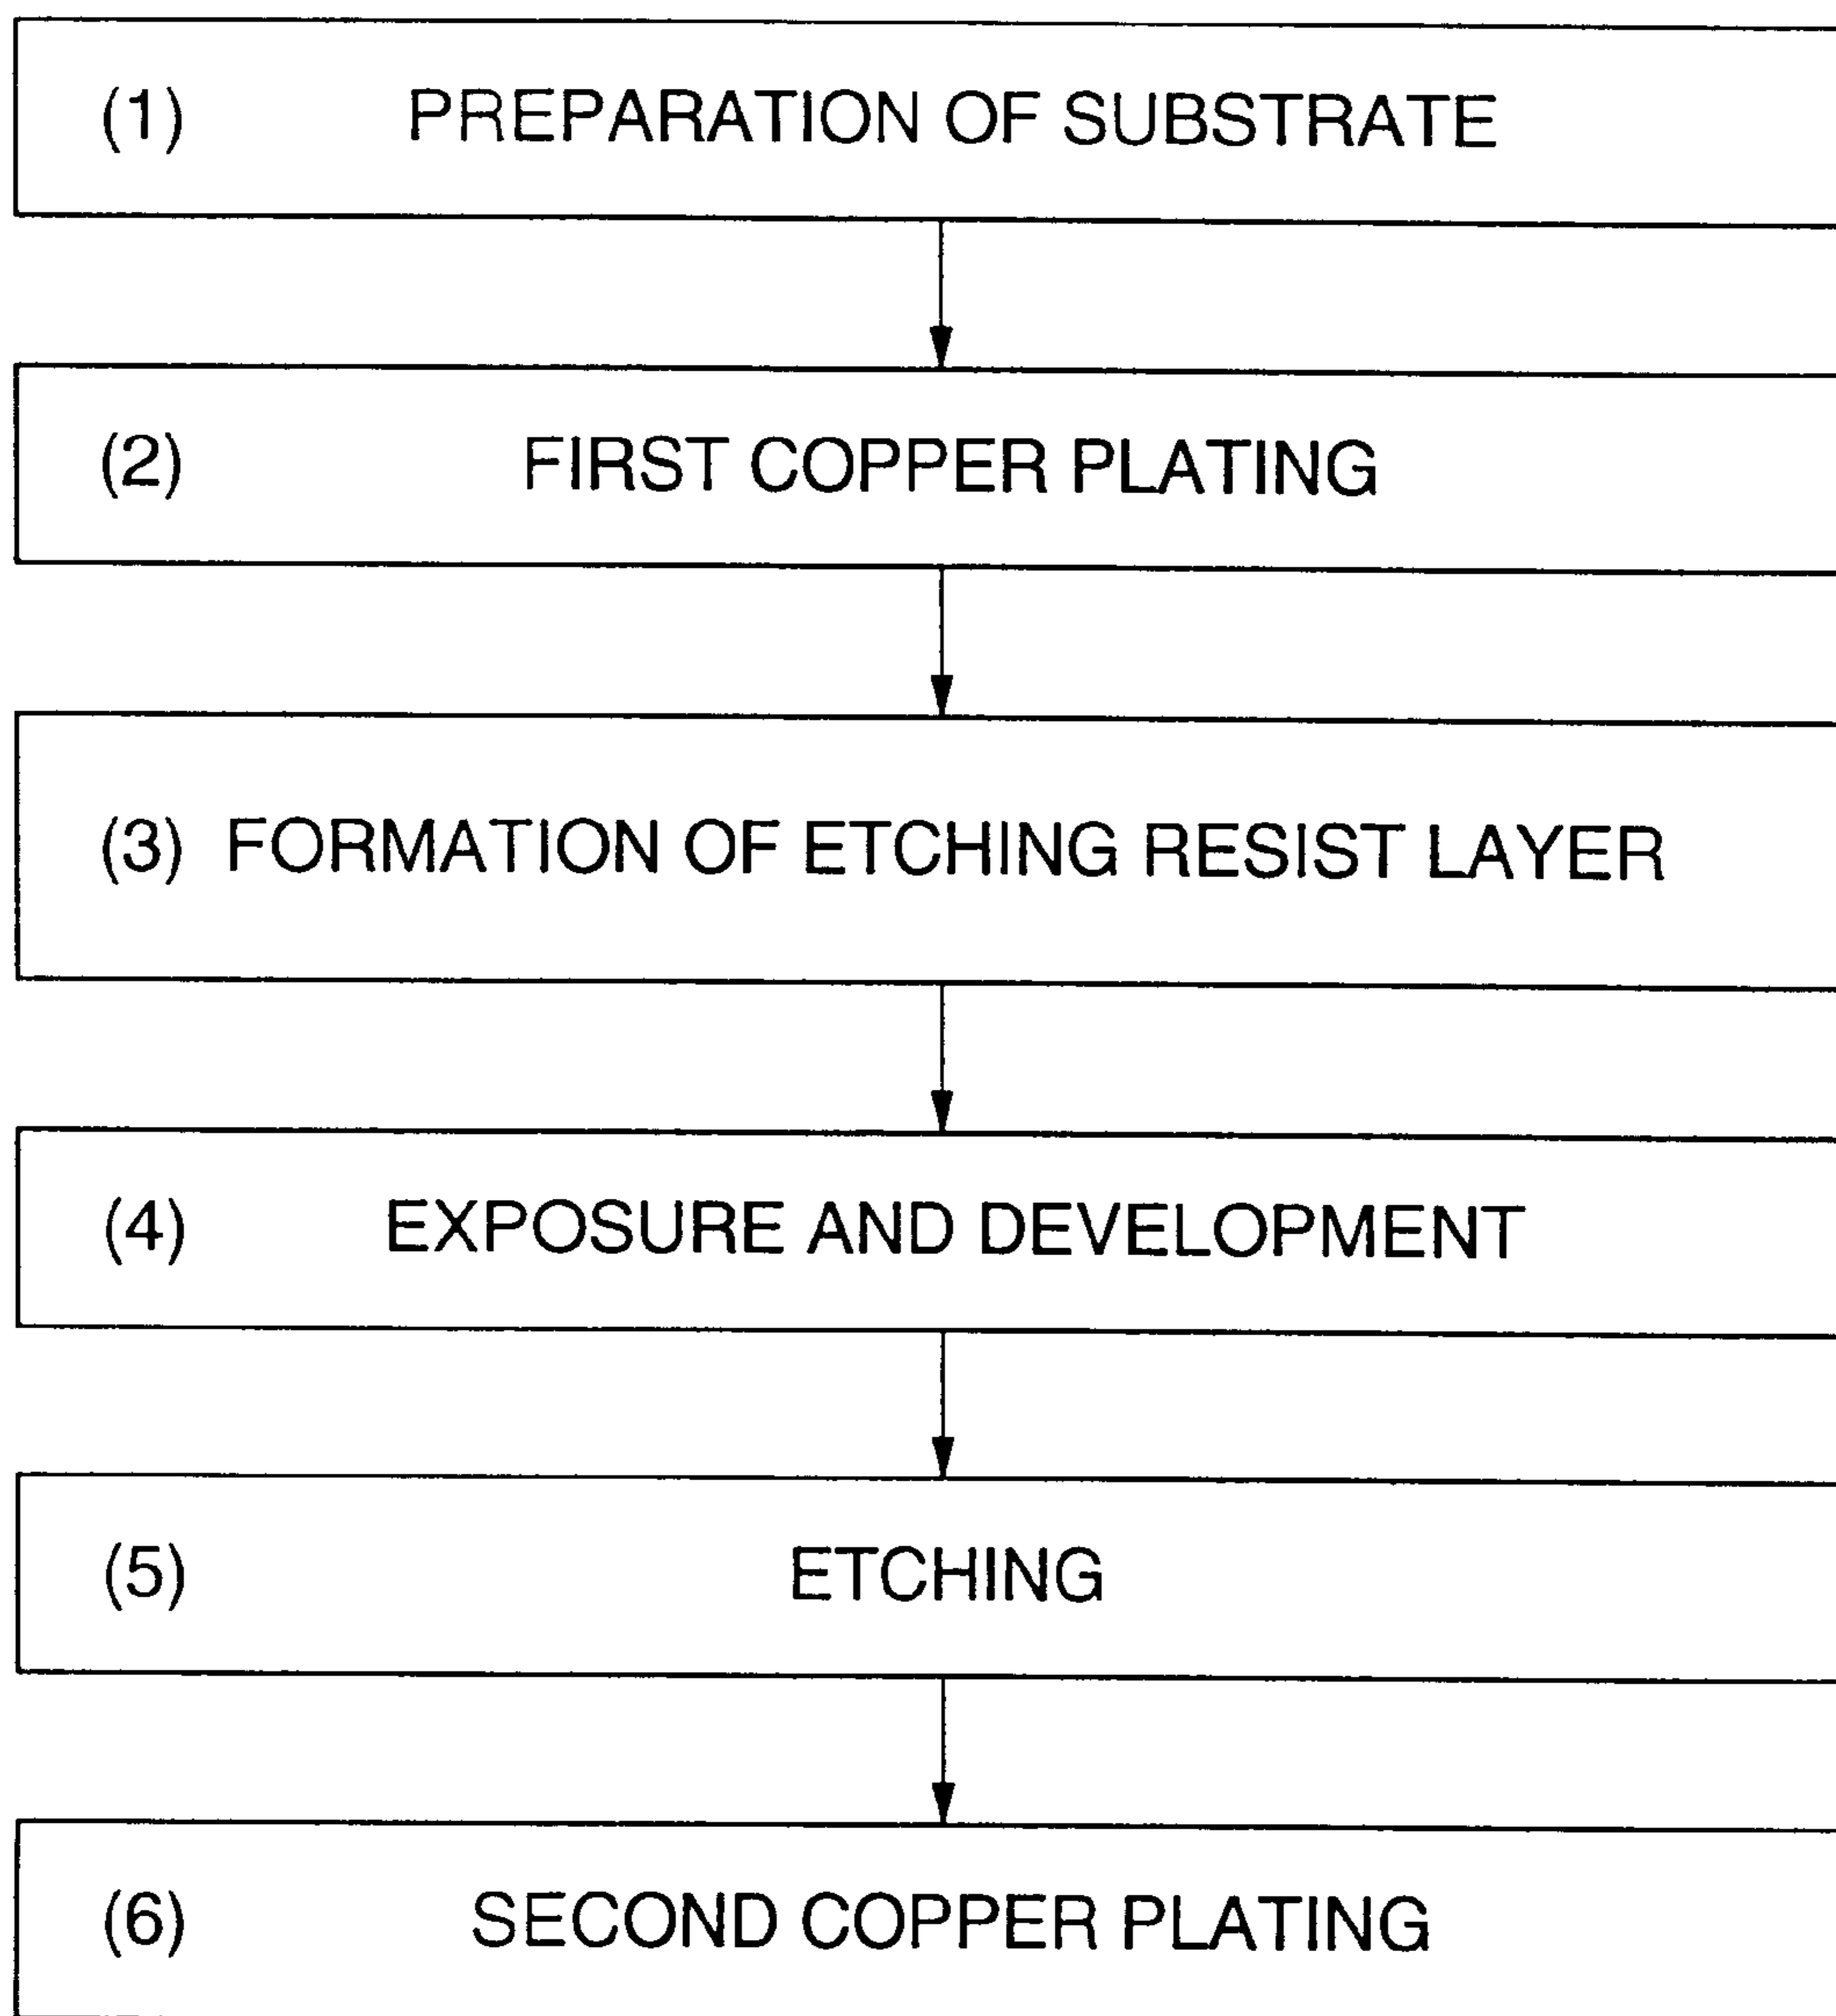 (1) PREPARATION OF SUBSTRATE
(2) FIRST COPPER PLATING
(3) FORMATION OF ETCHING RESIST LAYER
(4) EXPOSURE AND DEVELOPMENT
(5) ETCHING
(6) SECOND COPPER PLATING